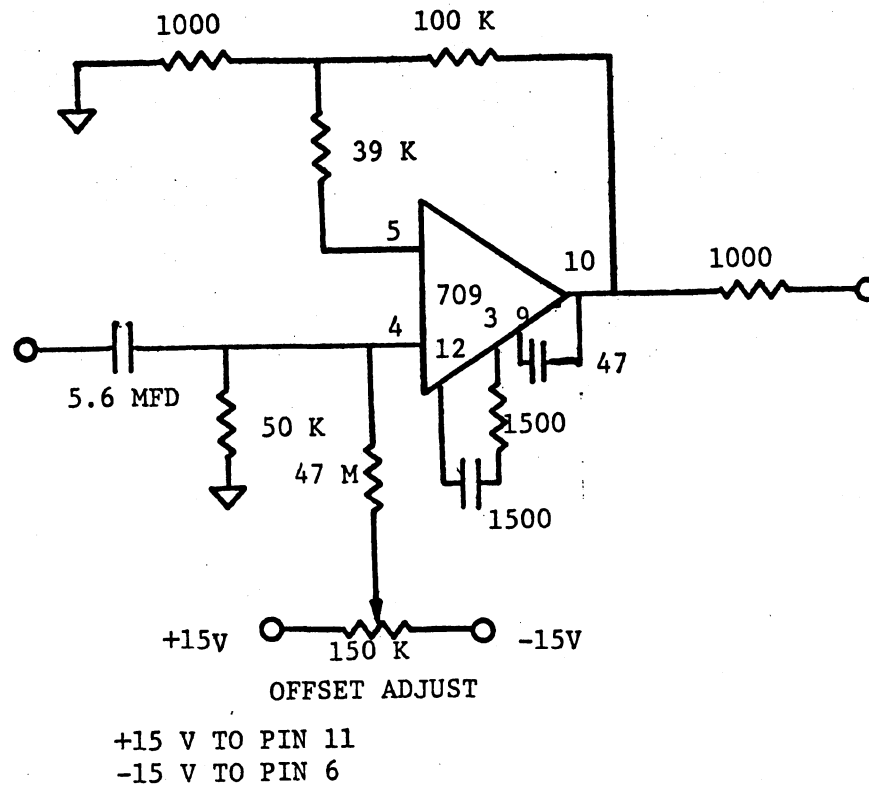 1000
100 K
39 K
5
10
1000
709
3
9
4
12
47
5.6 MFD
50 K
1500
47 M
1500
+15V
150 K
-15V
OFFSET ADJUST
+15 V TO PIN 11
-15 V TO PIN 6